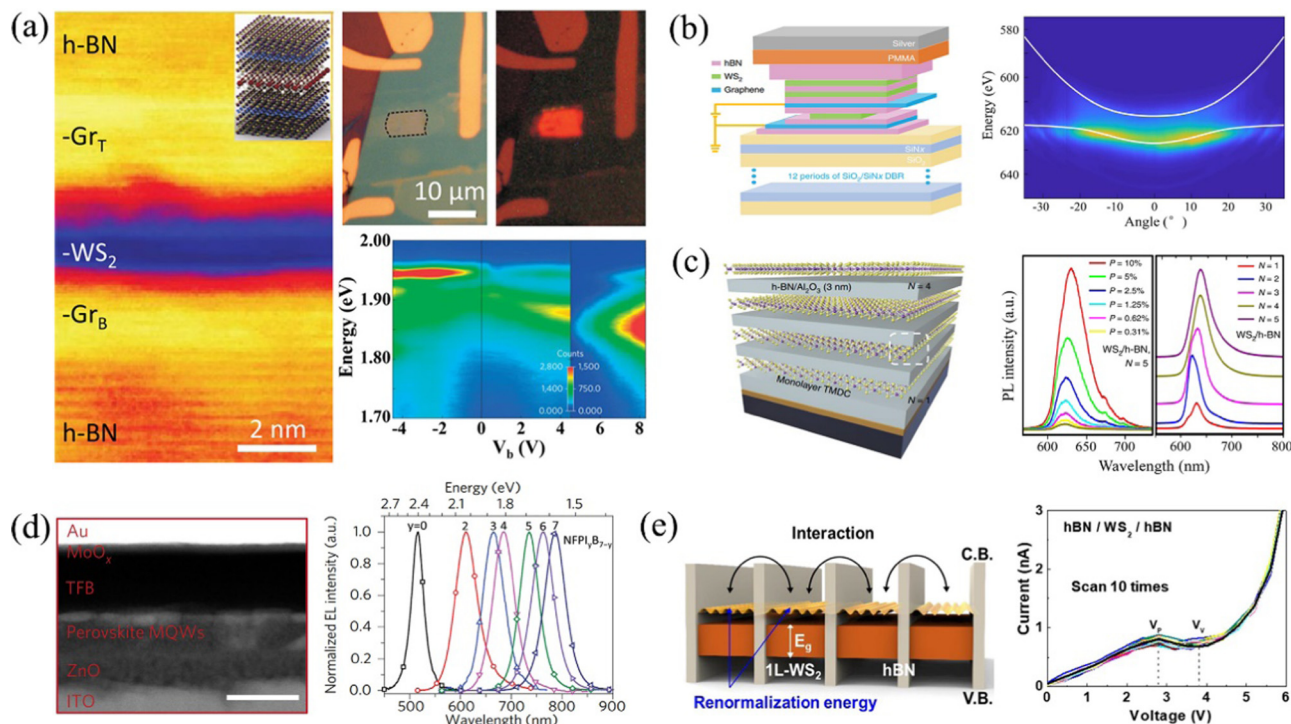 (a)
h-BN
-Gr_T
-WS₂
-Gr_B
h-BN
2 nm
10 μm
2.00
1.90
1.80
1.70
Energy (eV)
Counts
2,800 1,500
1,400 750.0
0.000 0.000
-4 -2 0 2 4 6 8
V_b (V)
(b)
Silver
PMMA
hBN
WS₂
Graphene
SiNx
SiO₂
12 periods of SiO₂/SiNx DBR
580
600
620
640
Energy (eV)
-30 -20 -10 0 10 20 30
Angle (°)
(c)
h-BN/Al₂O₃ (3 nm)
N = 4
Monolayer TMDC
N = 1
PL intensity (a.u.)
P = 10%
P = 5%
P = 2.5%
P = 1.25%
P = 0.62%
P = 0.31%
WS₂/h-BN,
N = 5
N = 1
N = 2
N = 3
N = 4
N = 5
WS₂/h-BN
600 650 700
600 700 800
Wavelength (nm)
(d)
Au
MoOₓ
TFB
Perovskite MQWs
ZnO
ITO
Energy (eV)
2.7 2.4 2.1 1.8 1.5
y=0 2 3 4 5 6 7
NFPI_yB_7-y
1.0
0.8
0.6
0.4
0.2
0.0
Normalized EL intensity (a.u.)
500 600 700 800 900
Wavelength (nm)
(e)
Interaction
C.B.
E_g
1L-WS₂
hBN
V.B.
Renormalization energy
hBN / WS₂ / hBN
Scan 10 times
V_P
V_V
3
2
1
0
Current (nA)
0 1 2 3 4 5 6
Voltage (V)